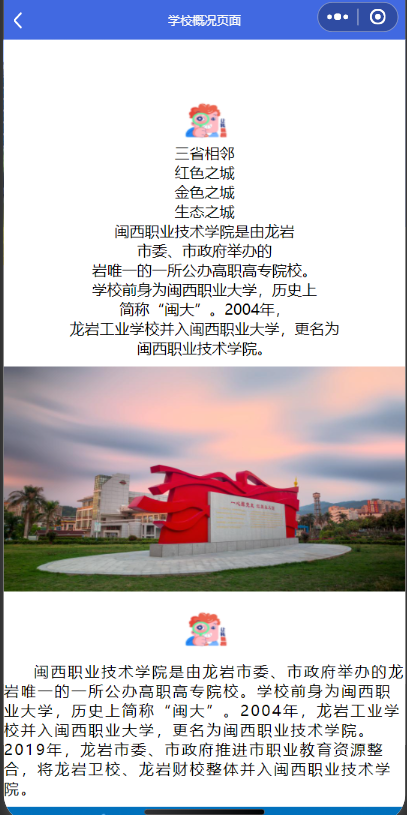 学校概况页面
三省相邻
红色之城
金色之城
生态之城
闽西职业技术学院是由龙岩
市委、市政府举办的
岩唯一的一所公办高职高专院校。
学校前身为闽西职业大学，历史上
简称“闽大”。2004年，
龙岩工业学校并入闽西职业大学，更名为
闽西职业技术学院。
闽西职业技术学院是由龙岩市委、市政府举办的龙
岩唯一的一所公办高职高专院校。学校前身为闽西职
业大学，历史上简称“闽大”。2004年，龙岩工业学
校并入闽西职业大学，更名为闽西职业技术学院。
2019年，龙岩市委、市政府推进市职业教育资源整
合，将龙岩卫校、龙岩财校整体并入闽西职业技术学
院。